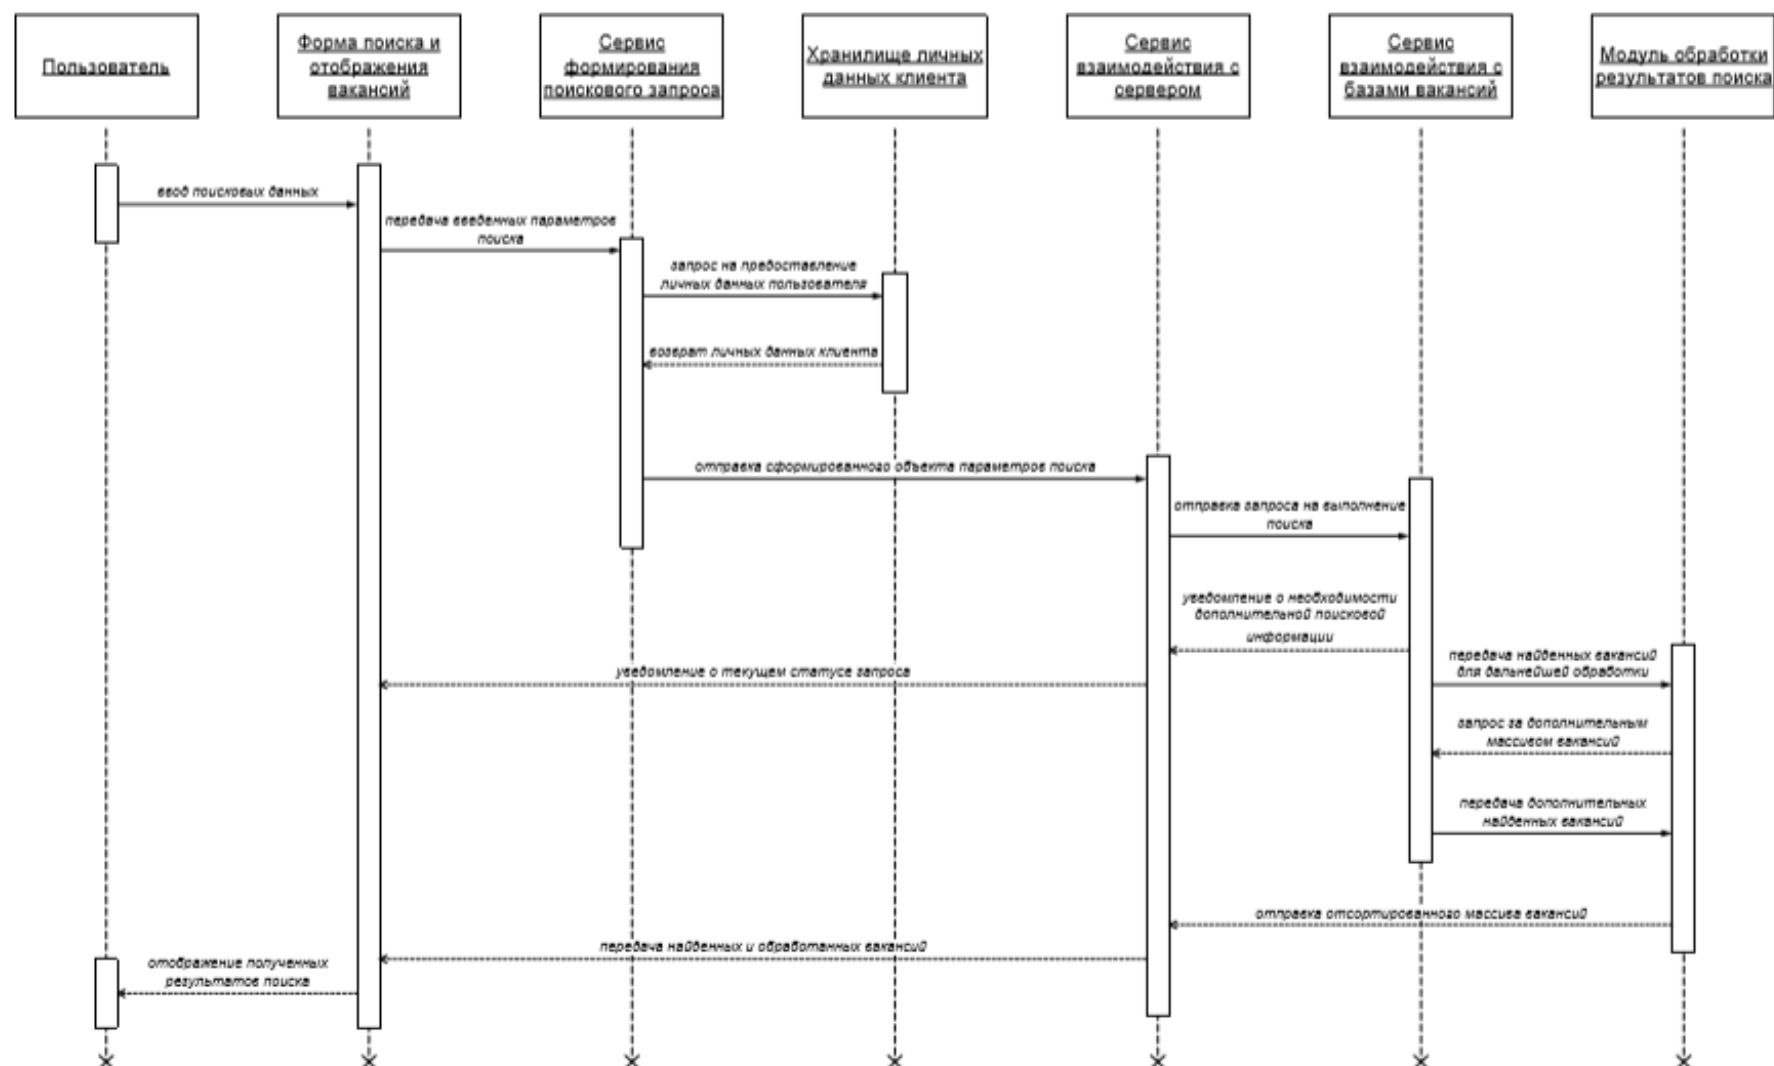 Пользователь
Форма поиска и
отображения
вакансий
Сервис
формирования
поискового запроса
Хранилище личных
данных клиента
Сервис
взаимодействия с
сервером
Сервис
взаимодействия с
базами вакансий
Модуль обработки
результатов поиска
ввод поисковых данных
передача введенных параметров
поиска
запрос на предоставление
личных данных пользователя
возврат личных данных клиента
отправка сформированного объекта параметров поиска
отправка запроса на выполнение
поиска
уведомление о необходимости
дополнительной поисковой
информации
передача найденных вакансий
для дальнейшей обработки
уведомление о текущем статусе запроса
запрос за дополнительным
массивом вакансий
передача дополнительных
найденных вакансий
отправка отсортированного массива вакансий
передача найденных и обработанных вакансий
отображение полученных
результатов поиска